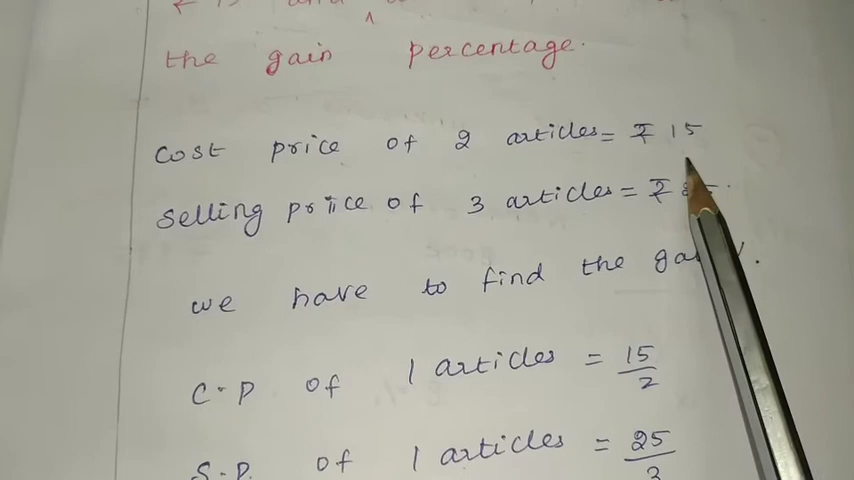 the gain percentage.
Cost price of 2 articles = ₹ 15
Selling price of 3 articles = ₹
we have to find the
C.P of 1 articles = 15/2
S.P. of 1 articles = 25/3